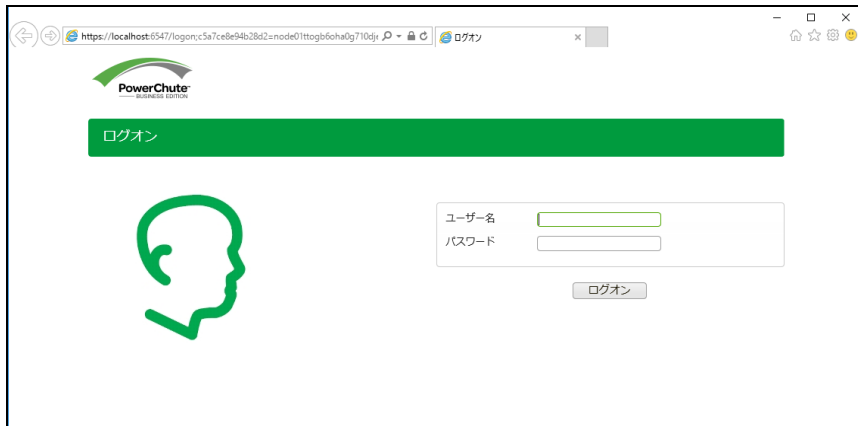 https://localhost:6547/logon;c5a7ce8e94b28d2=node01ttogb6oha0g710dj
ログオン
PowerChute
BUSINESS EDITION
ログオン
ユーザー名
パスワード
ログオン